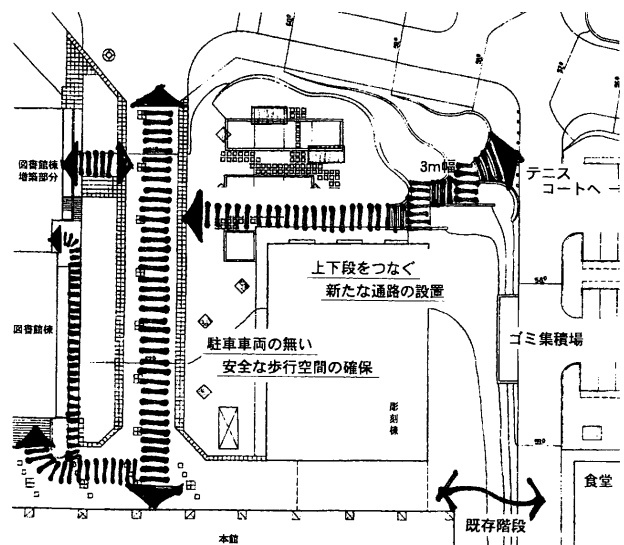 図書館棟
増築部分
3m幅
テニス
コートへ
上下段をつなぐ
新たな通路の設置
図書館棟
駐車車両の無い
安全な歩行空間の確保
ゴミ集積場
彫刻棟
食堂
既存階段
本館